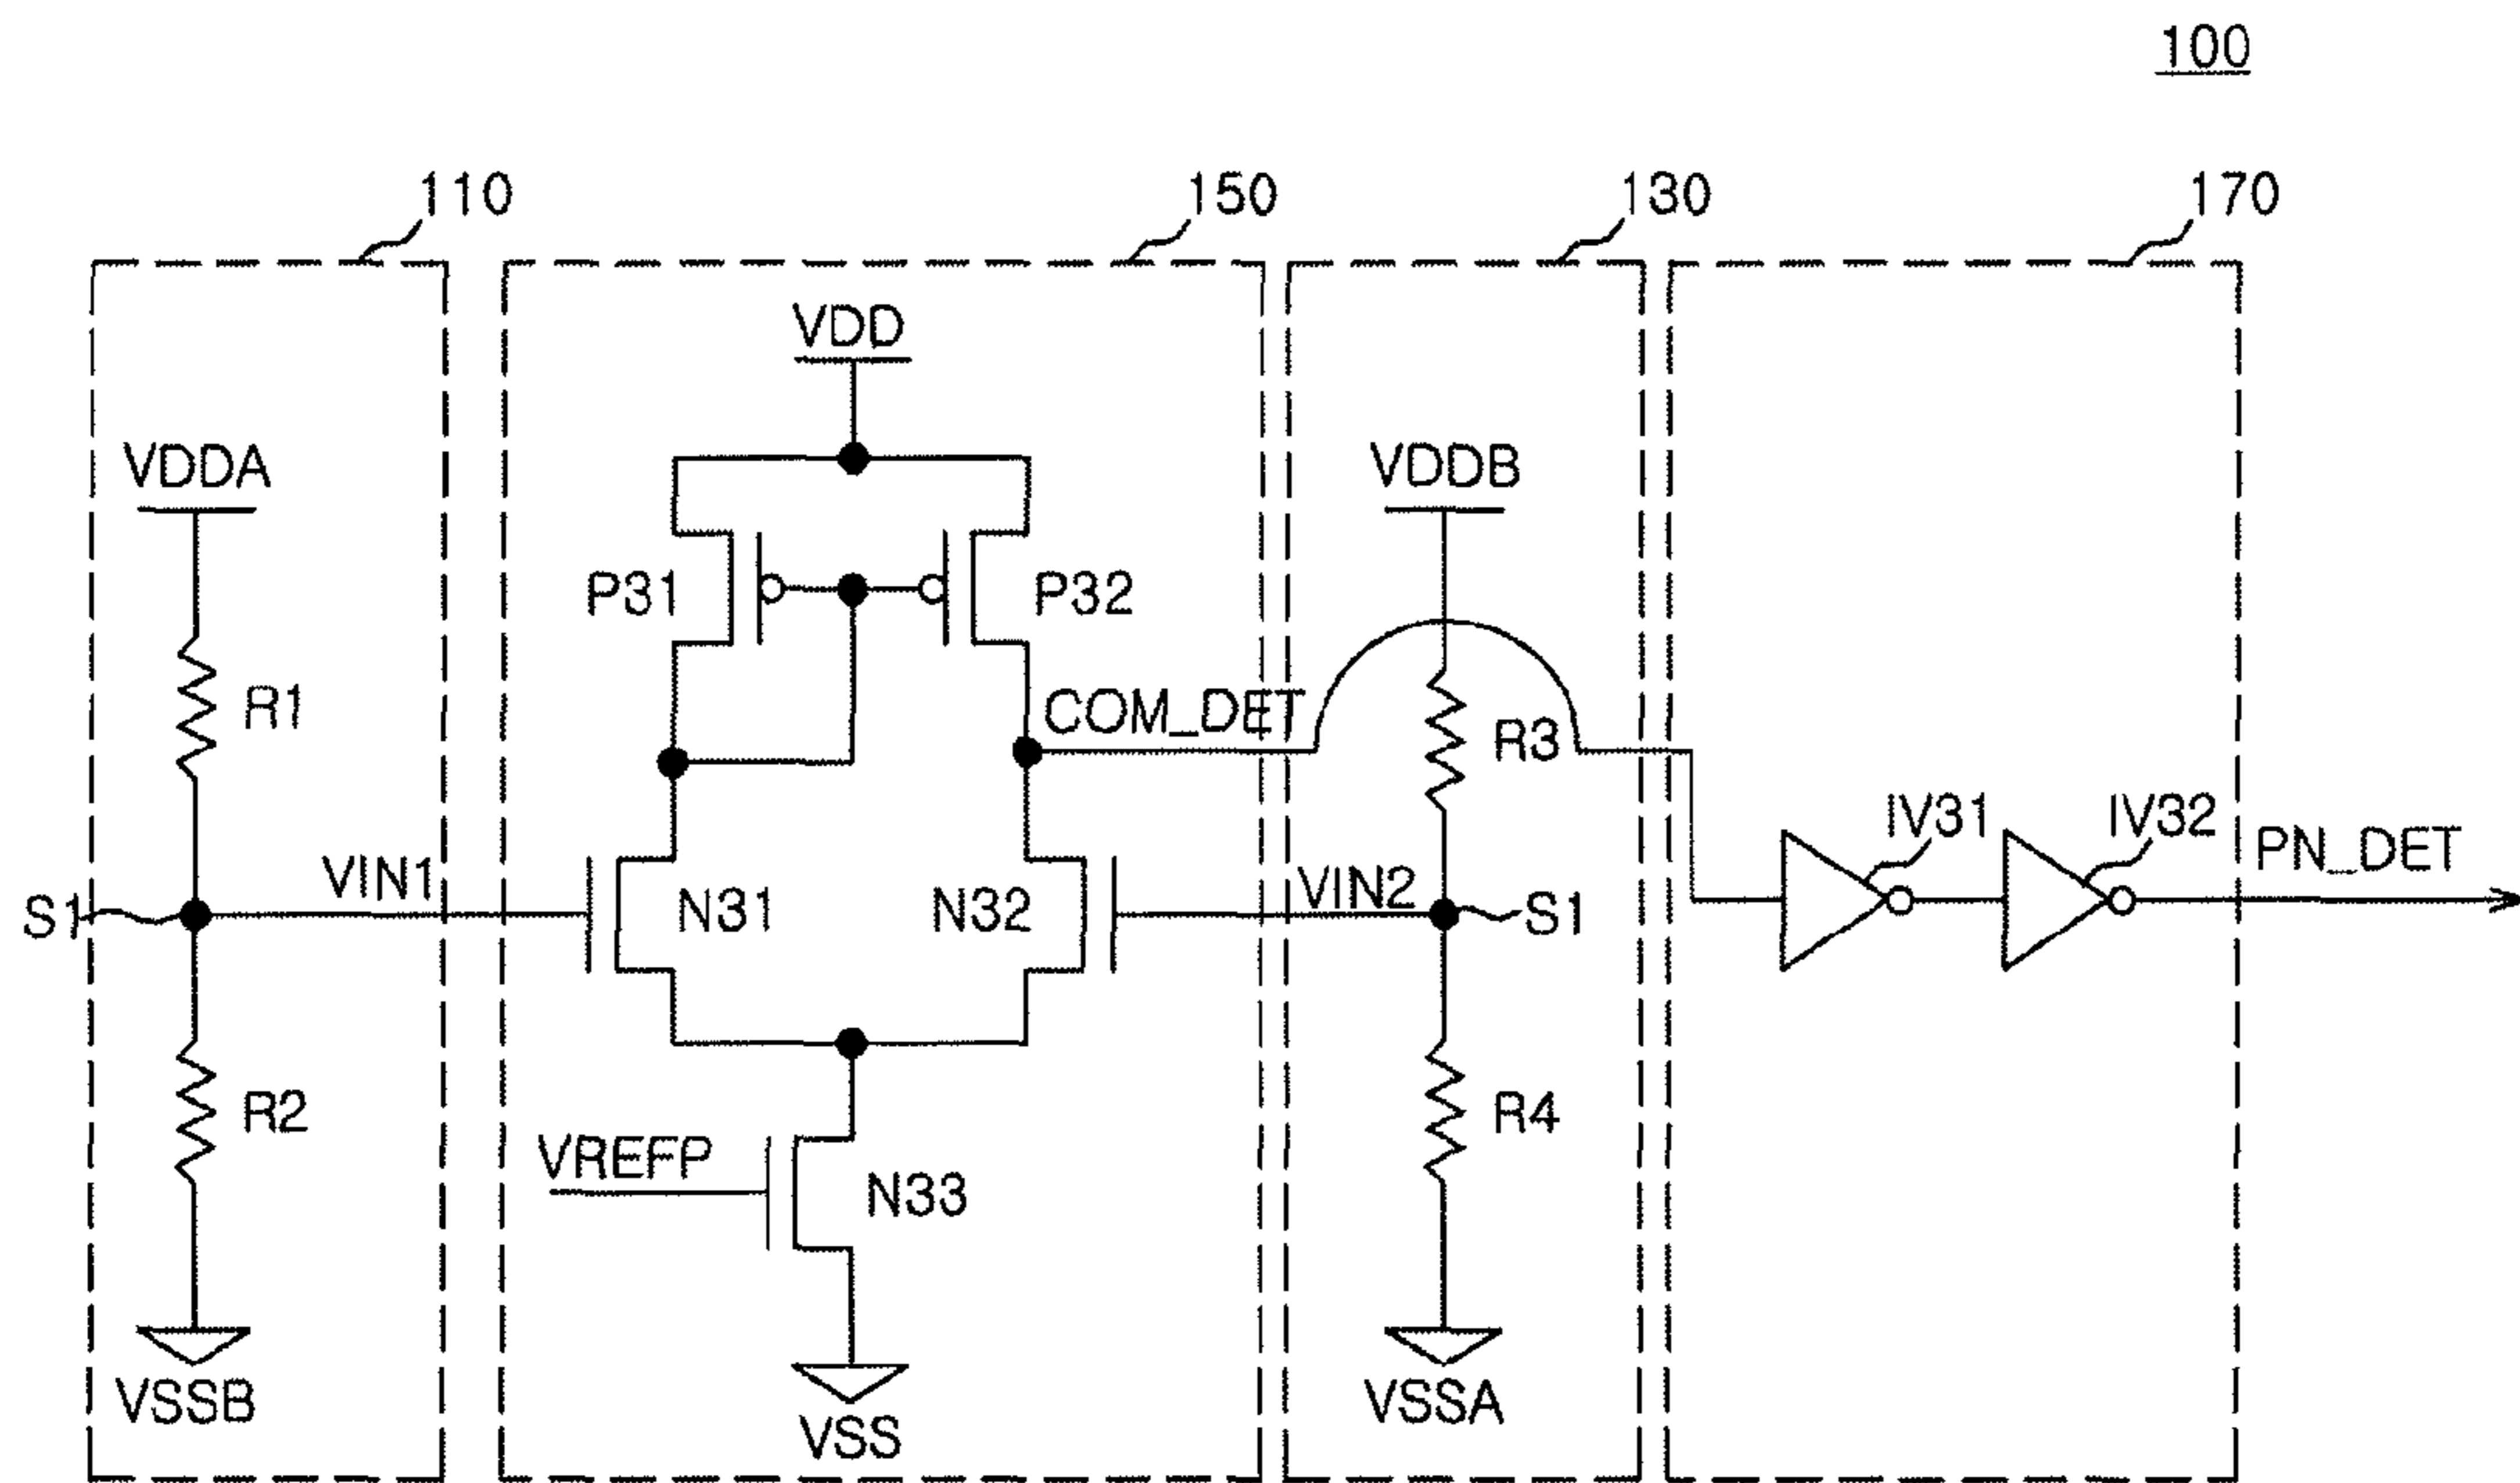 100
110
150
130
170
VDD
VDDA
VDDB
P31
P32
R1
COM_DET
R3
IV31
IV32
PN_DET
VIN1
N31
N32
VIN2
S1
S1
R2
R4
VREFP
N33
VSSB
VSSA
VSS